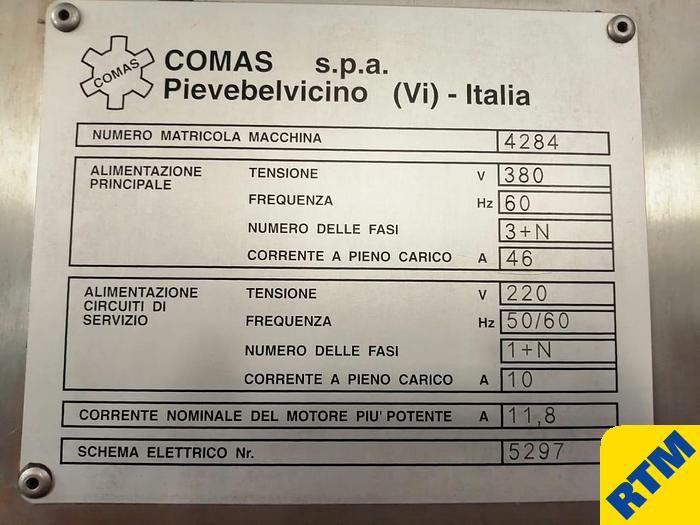 COMAS
COMAS s.p.a.
Pievebelvicino (Vi) - Italia
NUMERO MATRICOLA MACCHINA 4284
ALIMENTAZIONE PRINCIPALE TENSIONE V 380
FREQUENZA Hz 60
NUMERO DELLE FASI 3+N
CORRENTE A PIENO CARICO A 46
ALIMENTAZIONE CIRCUITI DI SERVIZIO TENSIONE V 220
FREQUENZA Hz 50/60
NUMERO DELLE FASI 1+N
CORRENTE A PIENO CARICO A 10
CORRENTE NOMINALE DEL MOTORE PIU' POTENTE A 11,8
SCHEMA ELETTRICO Nr. 5297
RTM